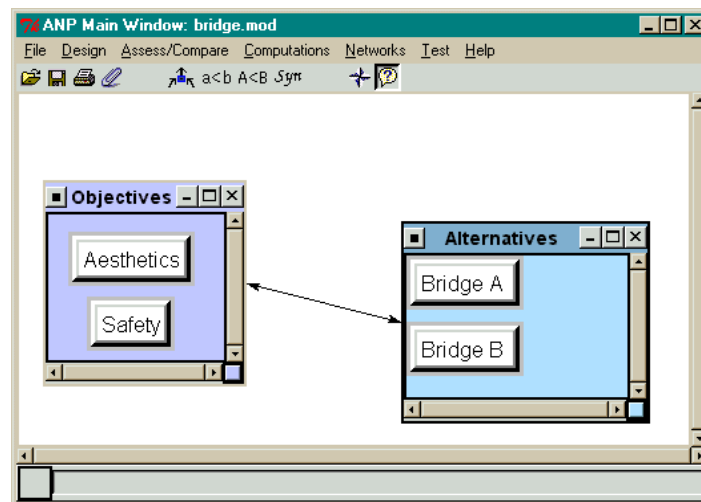 ANP Main Window: bridge.mod
File Design Assess/Compare Computations Networks Test Help
a<b A<B Syn
Objectives
Aesthetics
Safety
Alternatives
Bridge A
Bridge B